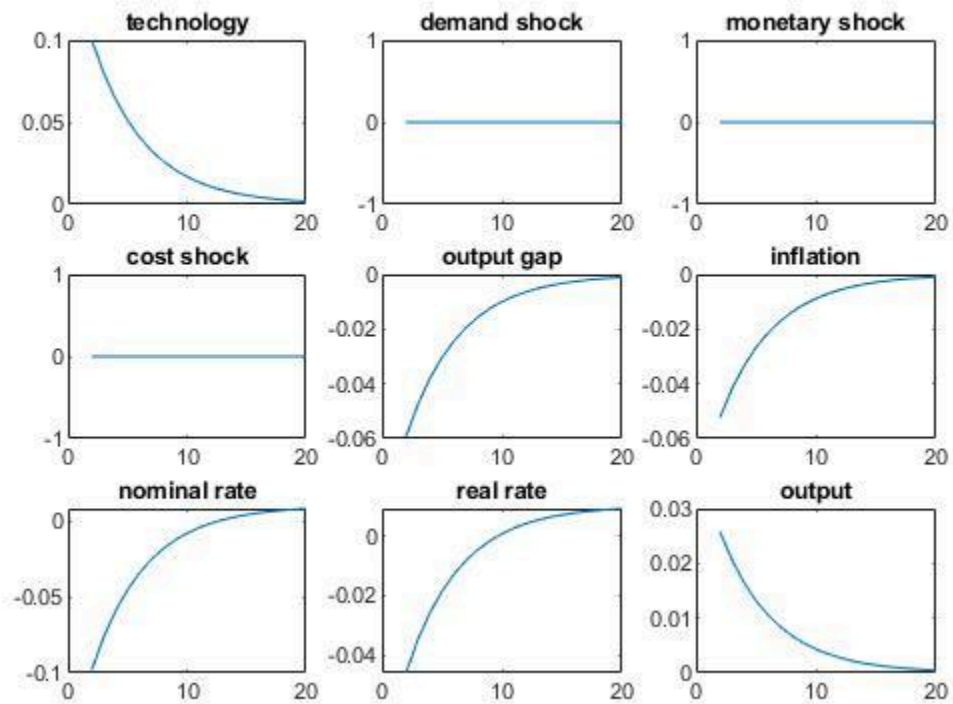 technology demand shock monetary shock
0.1 1 1
0.05 0 0
0 -1 -1
0 10 20 0 10 20 0 10 20
cost shock output gap inflation
1 0 0
-0.02 -0.02
0
-0.04 -0.04
-1 -0.06 -0.06
0 10 20 0 10 20 0 10 20
nominal rate real rate output
0.03
0 0
0.02
-0.05 -0.02
0.01
-0.1 -0.04 0
0 10 20 0 10 20 0 10 20